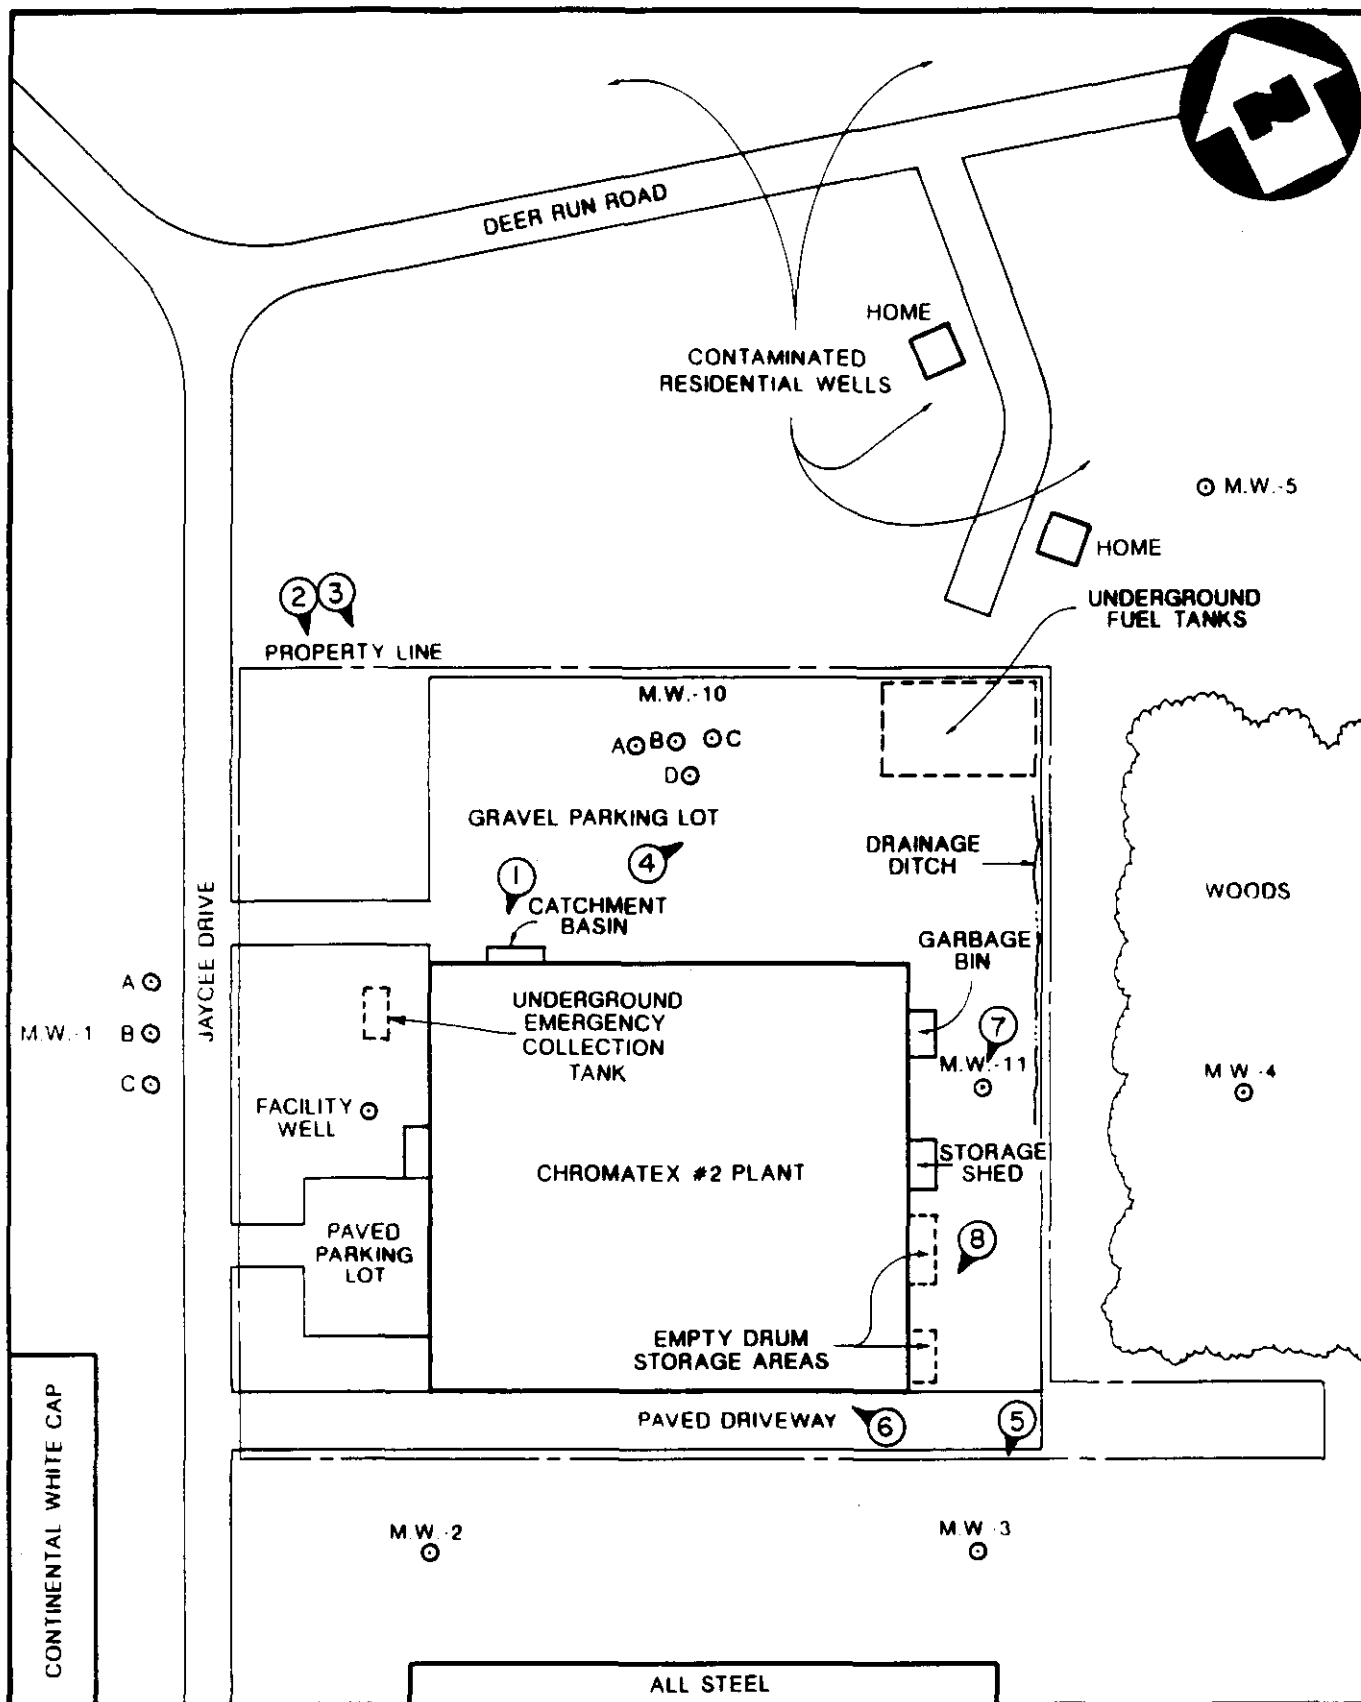 N
DEER RUN ROAD
HOME
CONTAMINATED
RESIDENTIAL WELLS
M.W.-5
HOME
2 3
UNDERGROUND
FUEL TANKS
PROPERTY LINE
M.W.-10
A B C
D
GRAVEL PARKING LOT
4
1
DRAINAGE
DITCH
WOODS
CATCHMENT
BASIN
JAYCEE DRIVE
GARBAGE
BIN
A
M.W.-1 B
C
UNDERGROUND
EMERGENCY
COLLECTION
TANK
7
M.W.-11
M.W-4
FACILITY
WELL
CHROMATEX #2 PLANT
STORAGE
SHED
PAVED
PARKING
LOT
8
EMPTY DRUM
STORAGE AREAS
PAVED DRIVEWAY
6
5
CONTINENTAL WHITE CAP
M.W.-2
M.W.-3
ALL STEEL